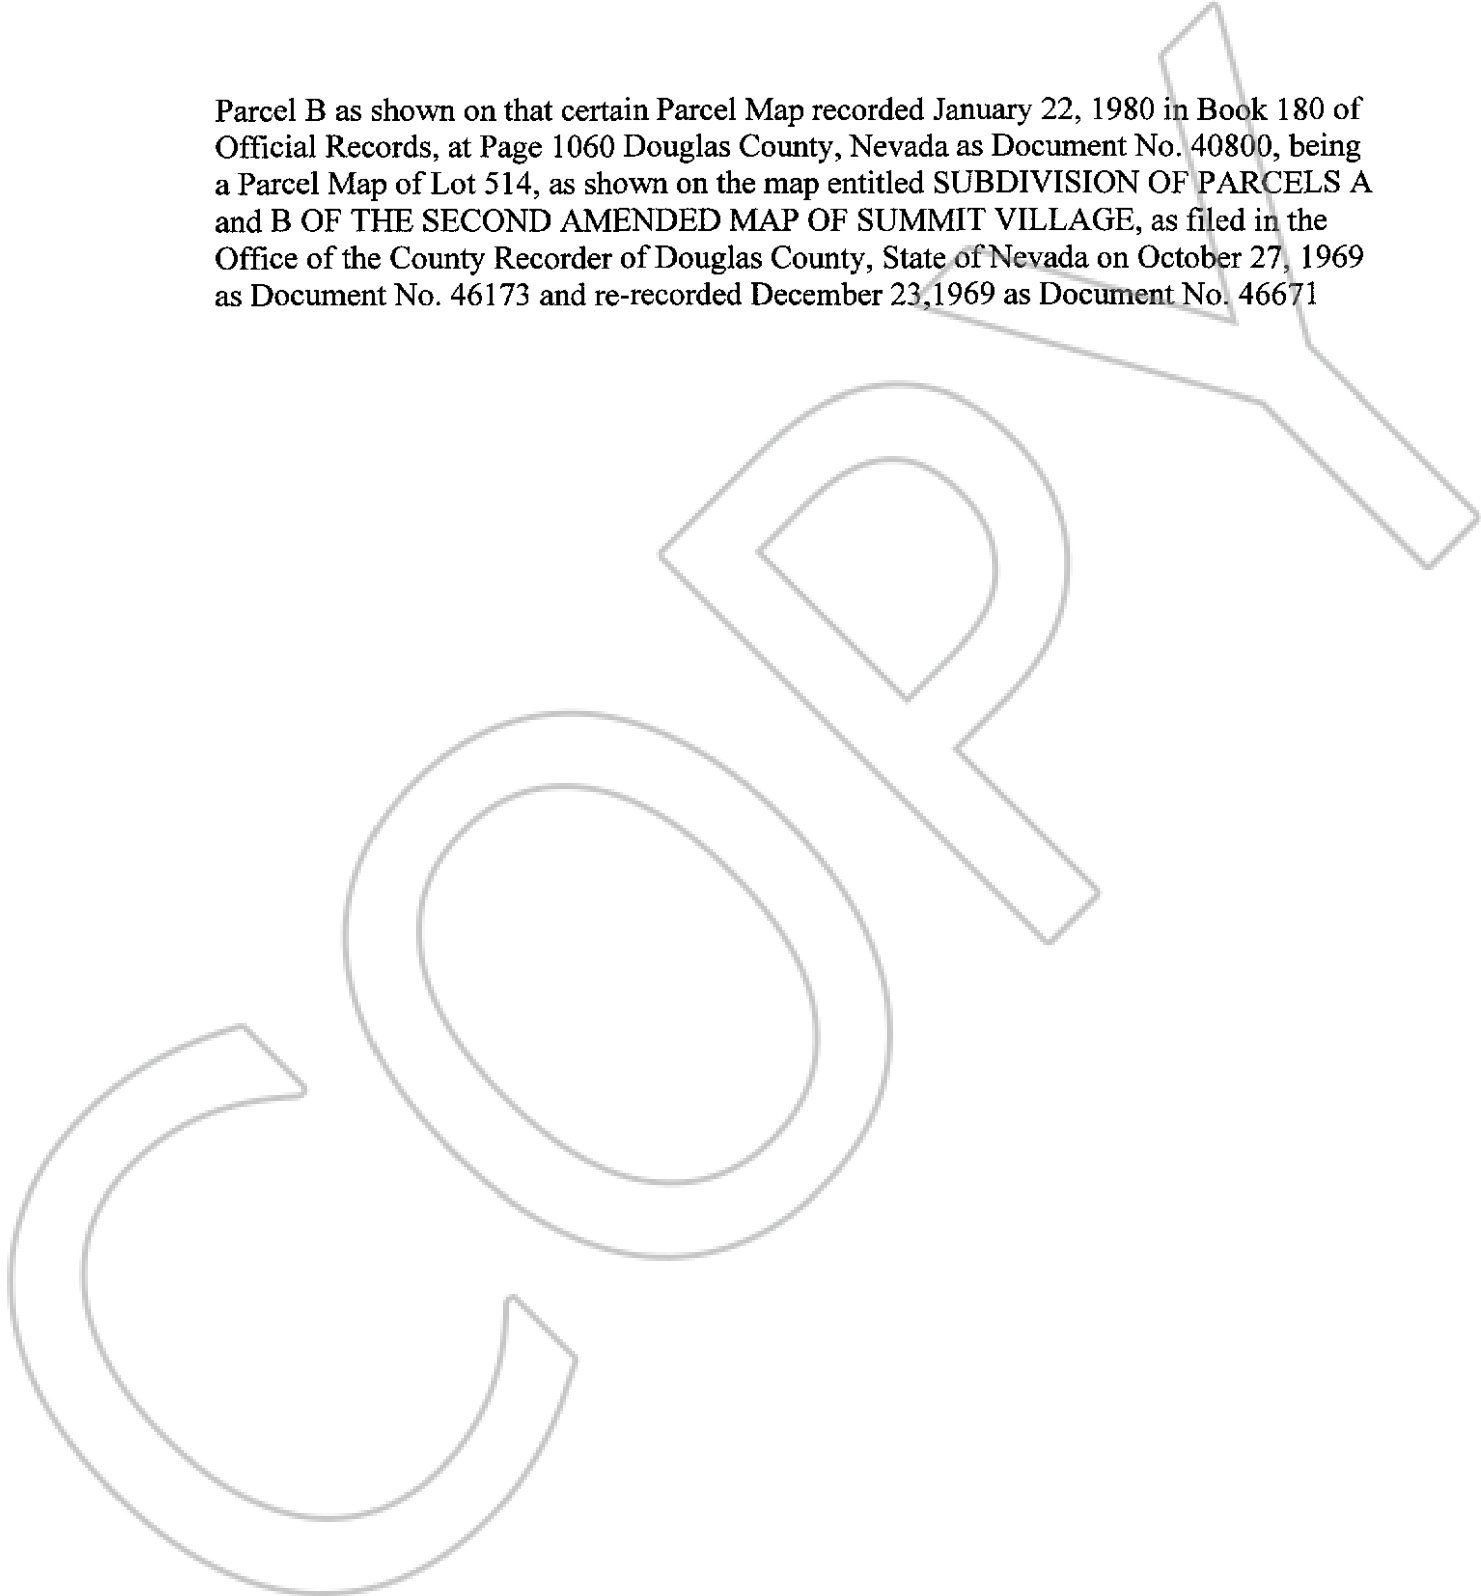 Parcel B as shown on that certain Parcel Map recorded January 22, 1980 in Book 180 of
Official Records, at Page 1060 Douglas County, Nevada as Document No. 40800, being
a Parcel Map of Lot 514, as shown on the map entitled SUBDIVISION OF PARCELS A
and B OF THE SECOND AMENDED MAP OF SUMMIT VILLAGE, as filed in the
Office of the County Recorder of Douglas County, State of Nevada on October 27, 1969
as Document No. 46173 and re-recorded December 23,1969 as Document No. 46671
COPY